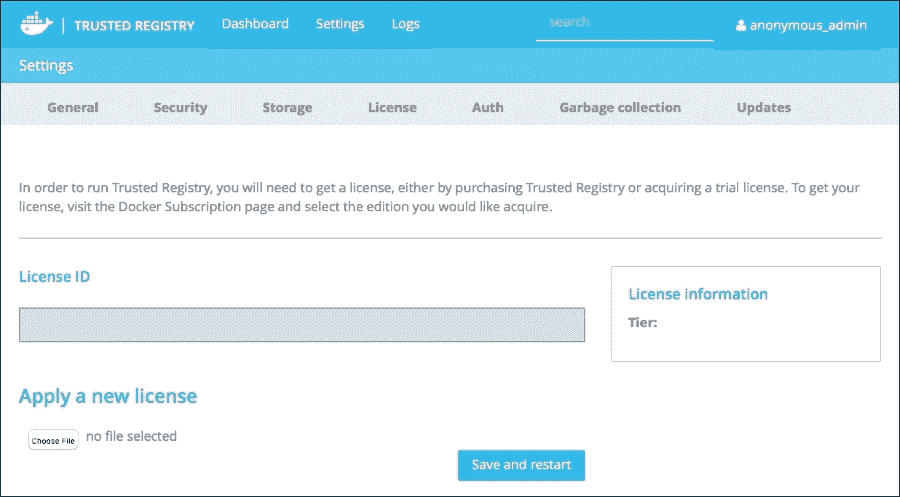 TRUSTED REGISTRY Dashboard Settings Logs search anonymous_admin
Settings
General Security Storage License Auth Garbage collection Updates
In order to run Trusted Registry, you will need to get a license, either by purchasing Trusted Registry or acquiring a trial license. To get your
license, visit the Docker Subscription page and select the edition you would like acquire.
License ID
License information
Tier:
Apply a new license
Choose File no file selected
Save and restart